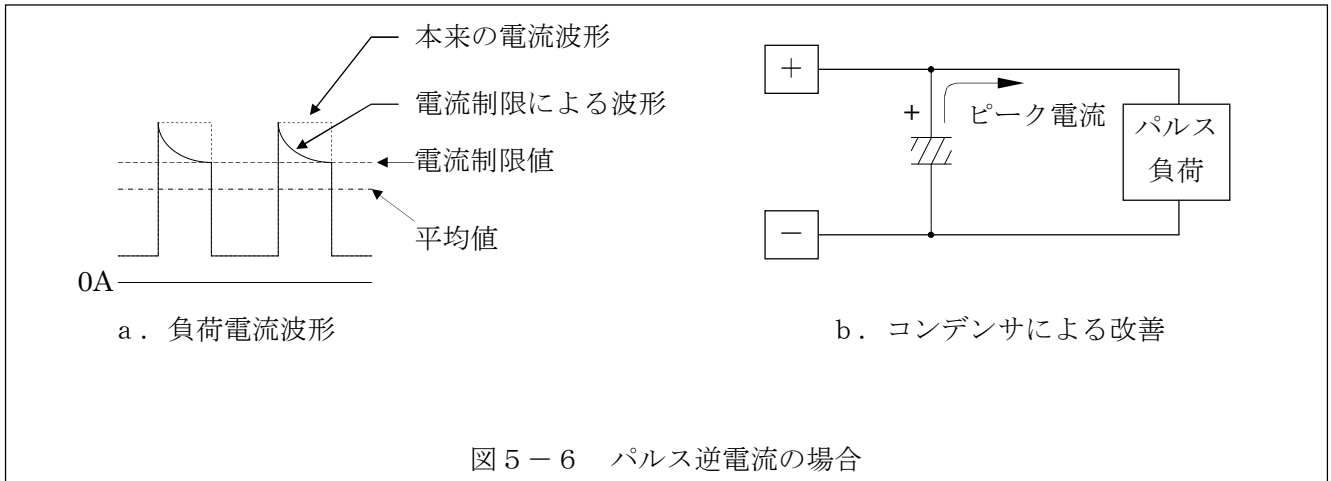 本来の電流波形
電流制限による波形
電流制限値
平均値
0A
a．負荷電流波形
＋
+
ピーク電流
パルス
負荷
－
b．コンデンサによる改善
図５－６　パルス逆電流の場合